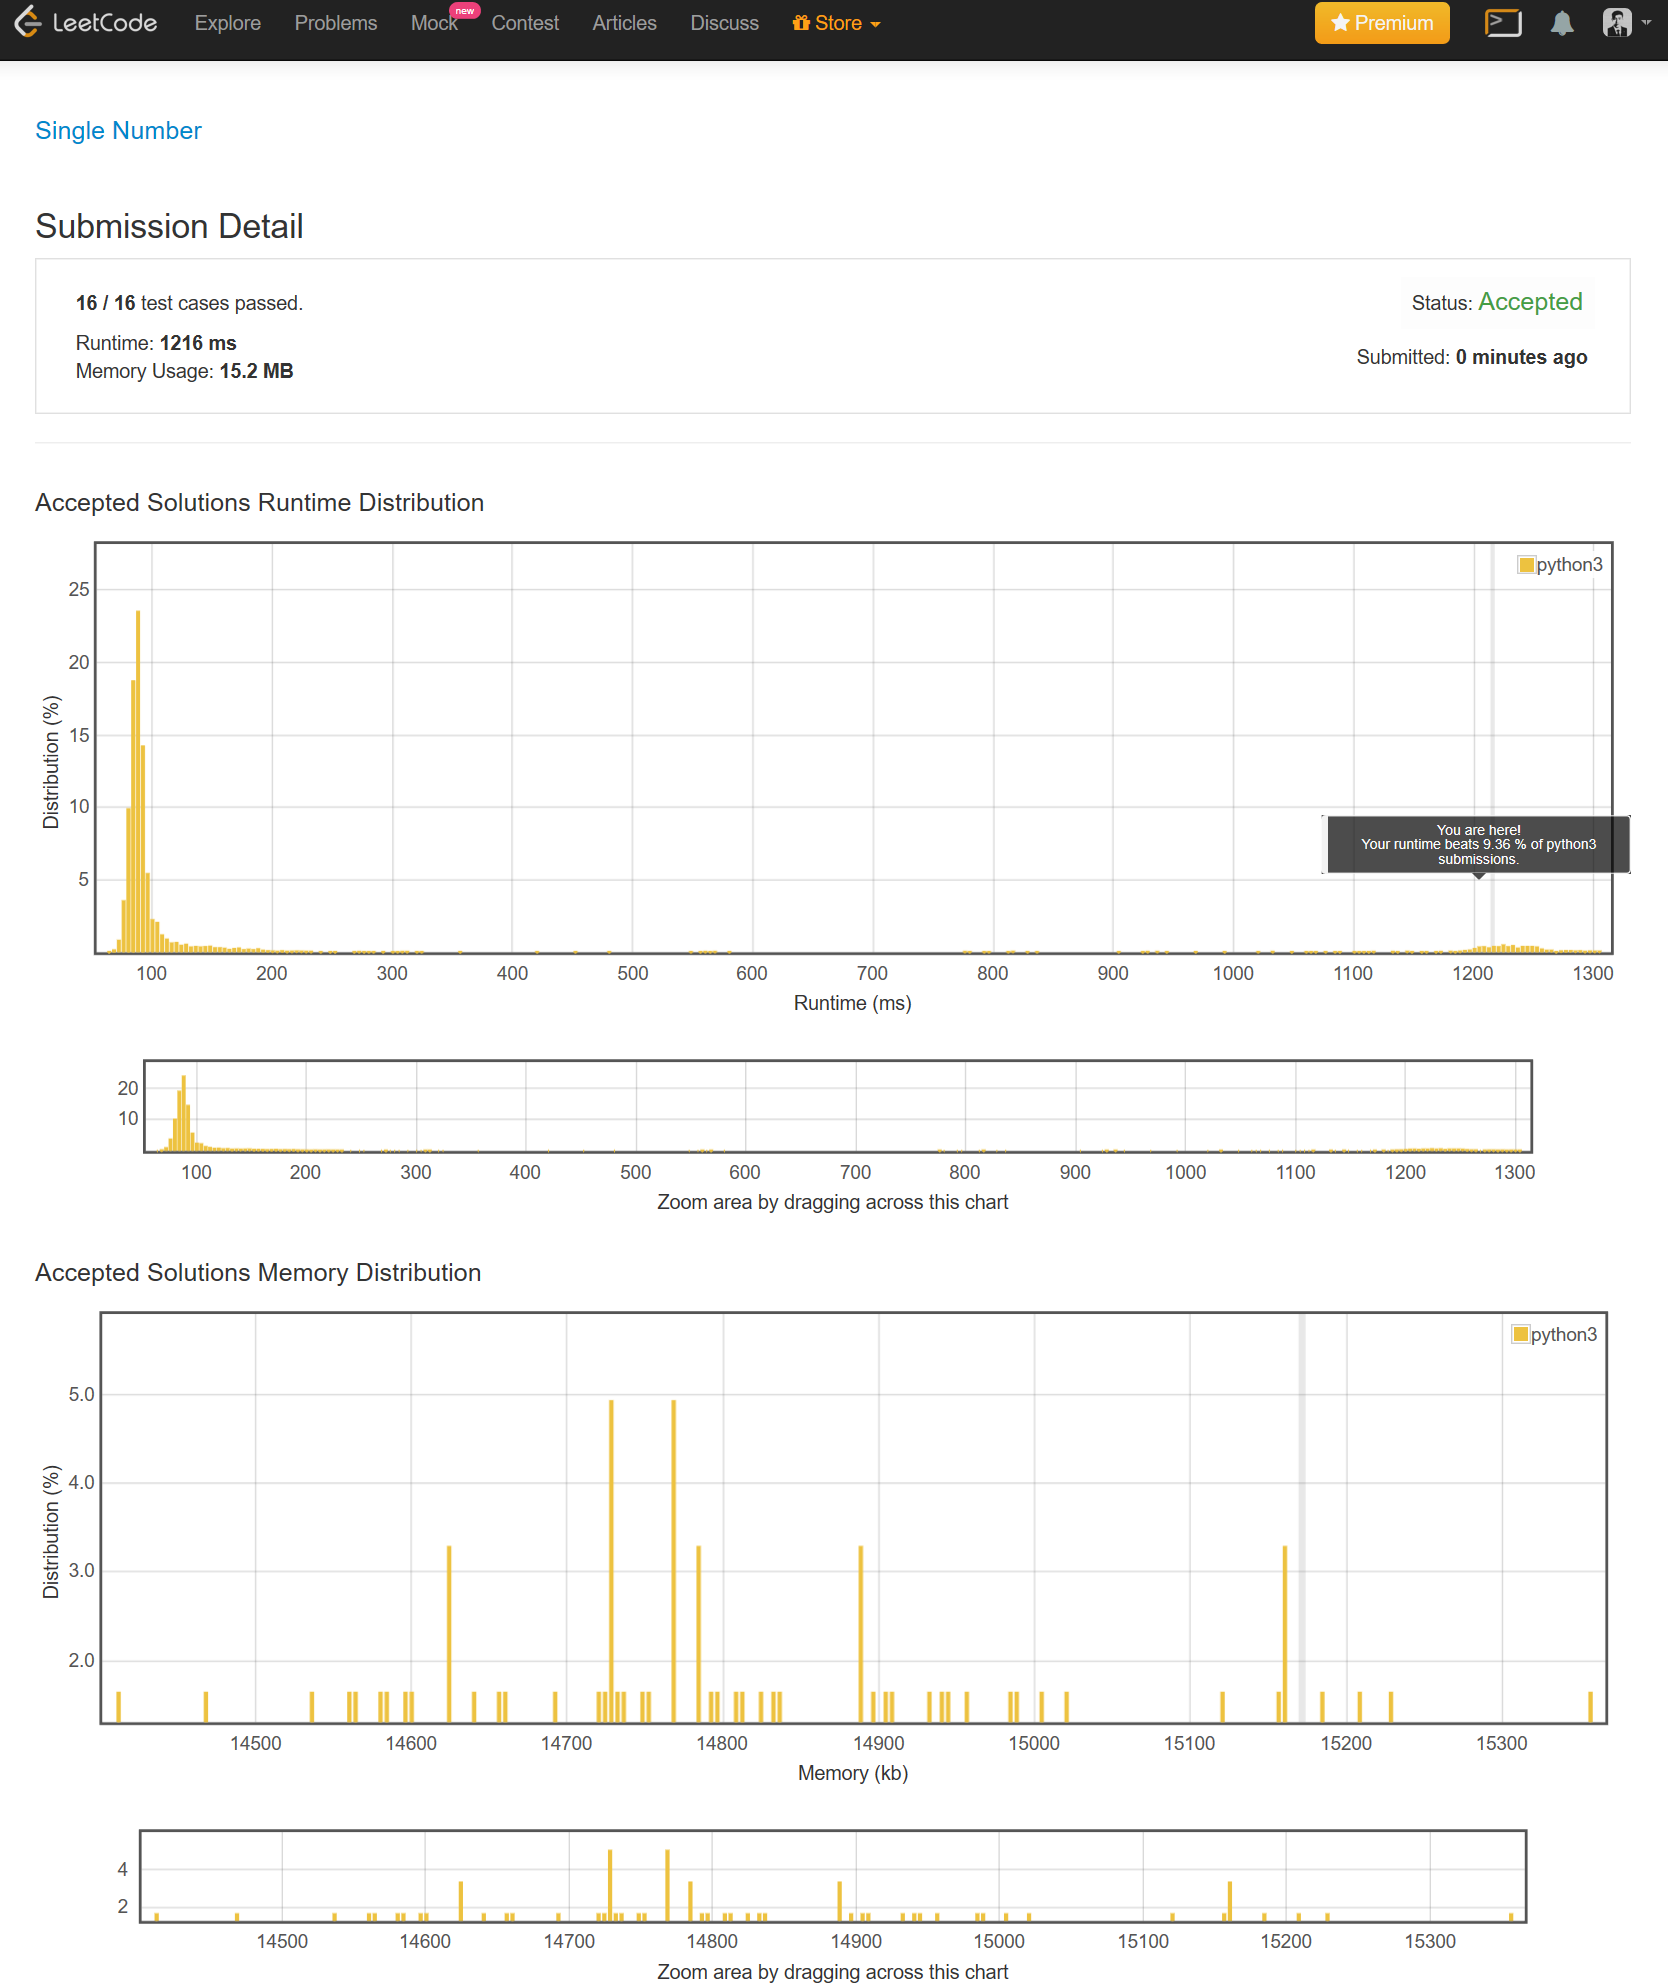 LeetCode Explore Problems Mock new Contest Articles Discuss Store Premium
Single Number
Submission Detail
16 / 16 test cases passed.
Status: Accepted
Runtime: 1216 ms
Submitted: 0 minutes ago
Memory Usage: 15.2 MB
Accepted Solutions Runtime Distribution
python3
25
20
15
10
5
Distribution (%)
You are here!
Your runtime beats 9.36 % of python3
submissions.
100 200 300 400 500 600 700 800 900 1000 1100 1200 1300
Runtime (ms)
20
10
100 200 300 400 500 600 700 800 900 1000 1100 1200 1300
Zoom area by dragging across this chart
Accepted Solutions Memory Distribution
python3
5.0
4.0
3.0
2.0
Distribution (%)
14500 14600 14700 14800 14900 15000 15100 15200 15300
Memory (kb)
4
2
14500 14600 14700 14800 14900 15000 15100 15200 15300
Zoom area by dragging across this chart